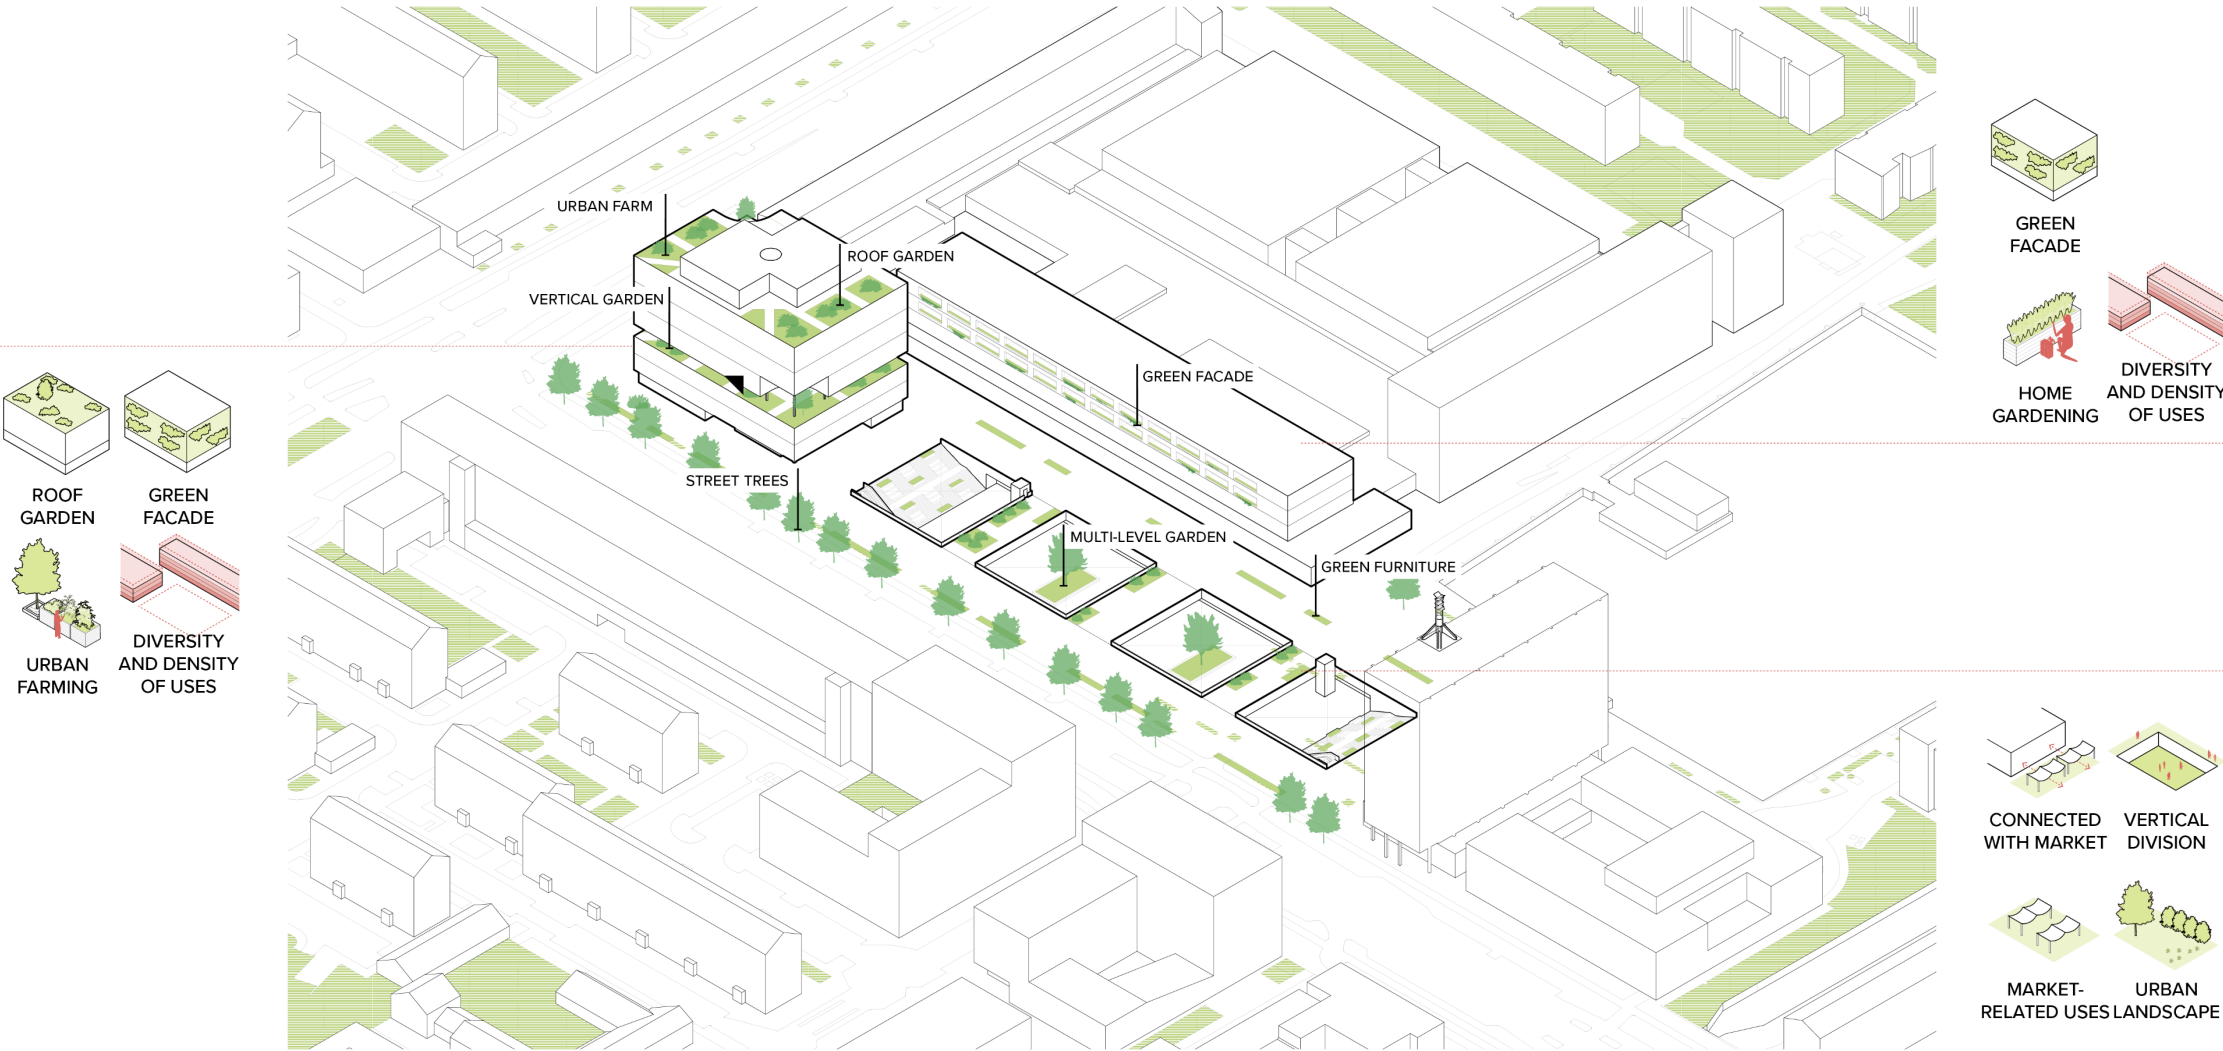 URBAN FARM
ROOF GARDEN
VERTICAL GARDEN
GREEN FACADE
STREET TREES
MULTI-LEVEL GARDEN
GREEN FURNITURE
ROOF
GARDEN
GREEN
FACADE
URBAN
FARMING
DIVERSITY
AND DENSITY
OF USES
GREEN
FACADE
HOME
GARDENING
DIVERSITY
AND DENSITY
OF USES
CONNECTED
WITH MARKET
VERTICAL
DIVISION
MARKET-
RELATED USES
URBAN
LANDSCAPE